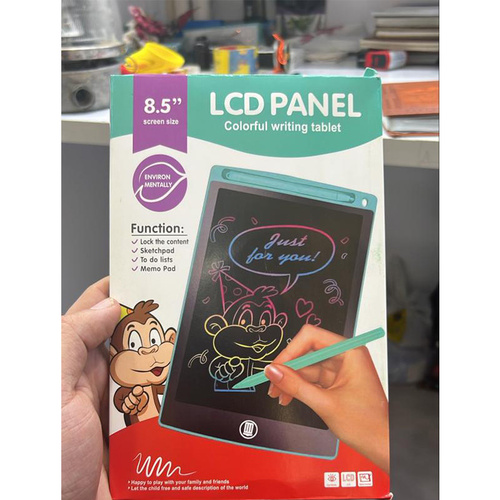 8.5”
screen size
LCD PANEL
Colorful writing tablet
ENVIRON
MENTALLY
Function:
Lock the content
Sketchpad
To do lists
Memo Pad
Just
for you!
• Happy to play with your family and friends
• Let the child free and safe description of the world
LCD